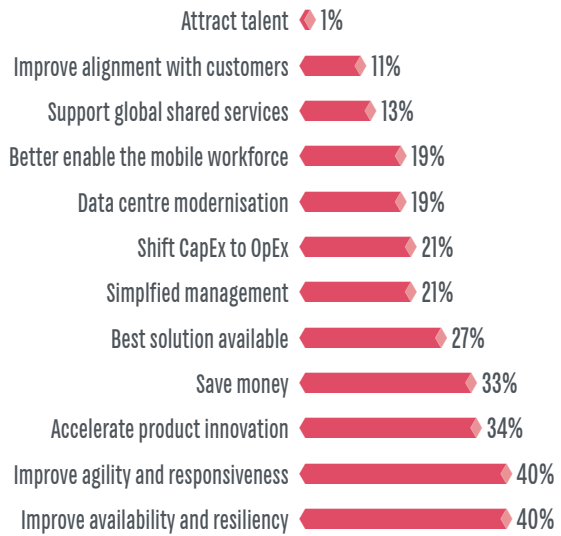 Attract talent 1%
Improve alignment with customers 11%
Support global shared services 13%
Better enable the mobile workforce 19%
Data centre modernisation 19%
Shift CapEx to OpEx 21%
Simplfied management 21%
Best solution available 27%
Save money 33%
Accelerate product innovation 34%
Improve agility and responsiveness 40%
Improve availability and resiliency 40%